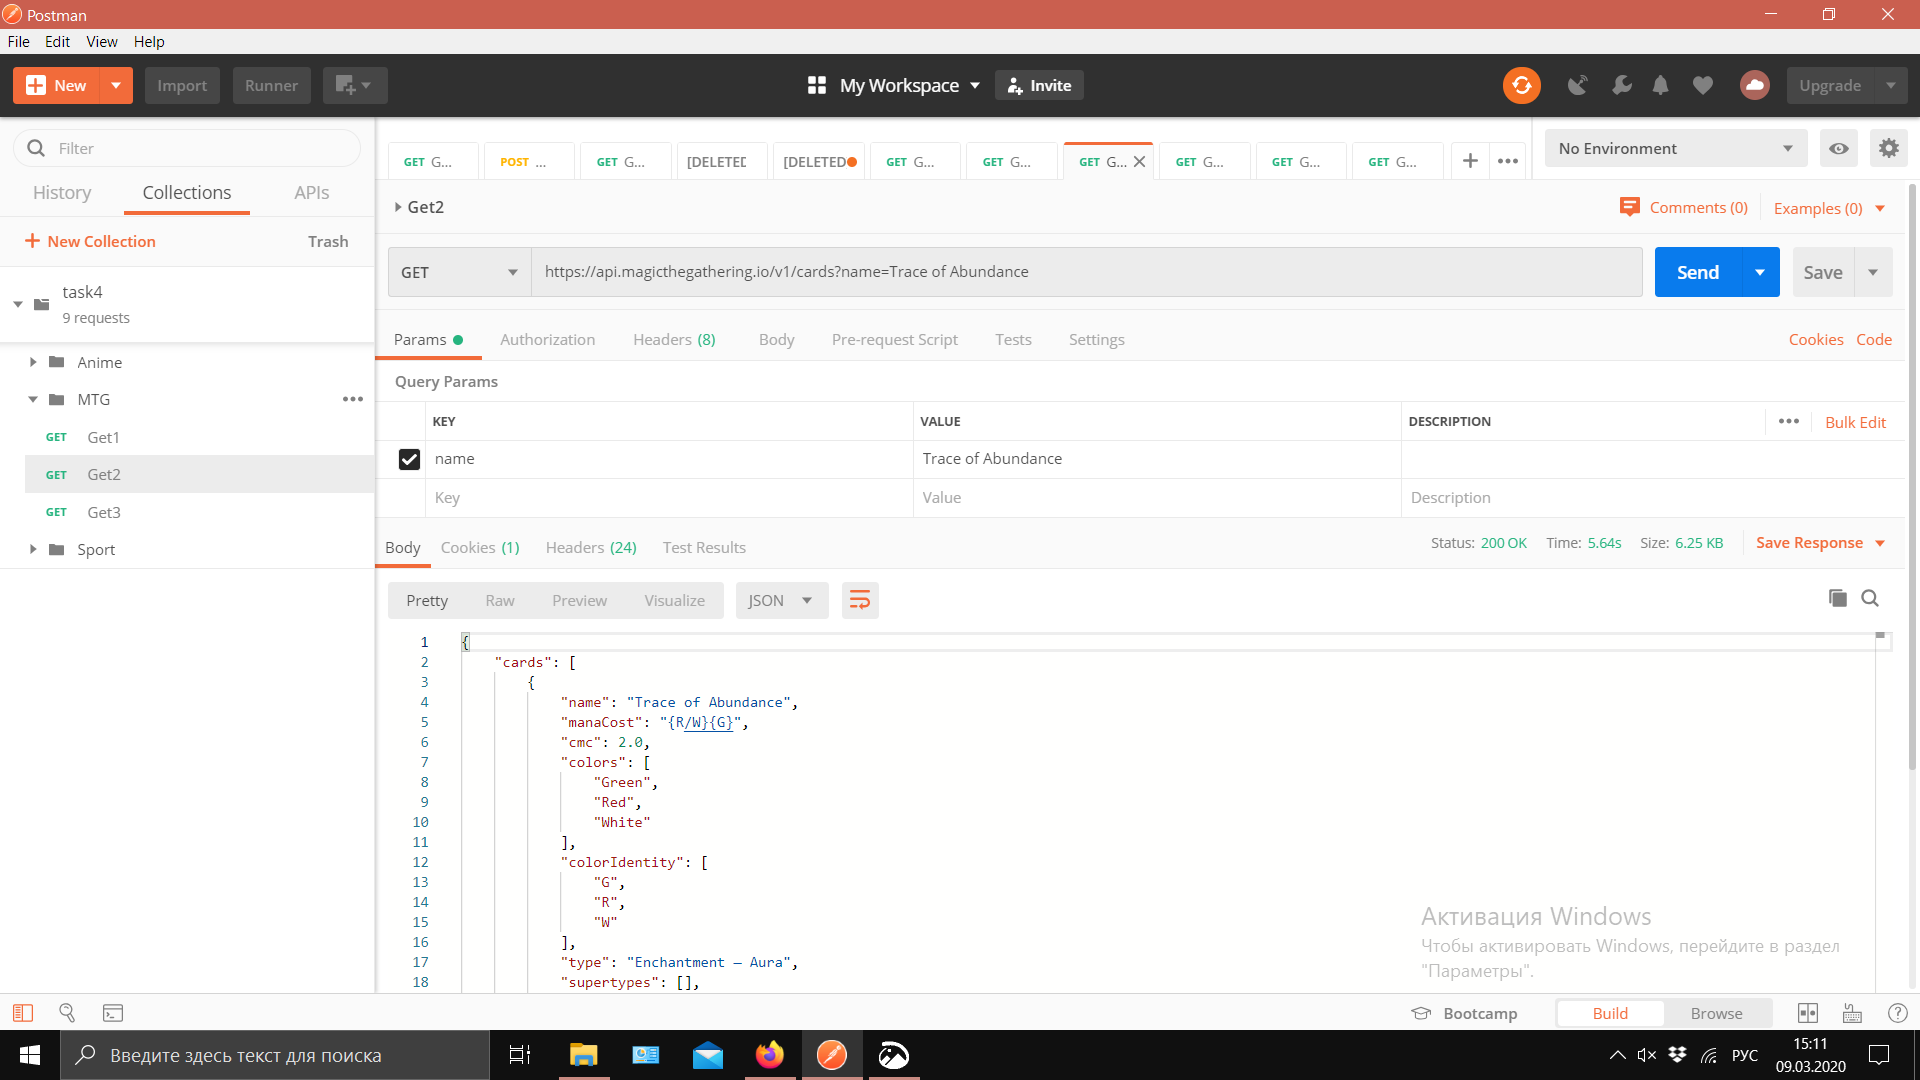 Postman
File Edit View Help
New Import Runner My Workspace Invite Upgrade
Filter
History Collections APIs
New Collection Trash
task4
9 requests
Anime
MTG
GET Get1
GET Get2
GET Get3
Sport
GET G... POST ... GET G... [DELETED [DELETED GET G... GET G... GET G... GET G... GET G... GET G...
No Environment
Get2 Comments (0) Examples (0)
GET https://api.magicthegathering.io/v1/cards?name=Trace of Abundance Send Save
Params Authorization Headers (8) Body Pre-request Script Tests Settings Cookies Code
Query Params
KEY VALUE DESCRIPTION Bulk Edit
name Trace of Abundance
Key Value Description
Body Cookies (1) Headers (24) Test Results Status: 200 OK Time: 5.64s Size: 6.25 KB Save Response
Pretty Raw Preview Visualize JSON
1 {
2 "cards": [
3 {
4 "name": "Trace of Abundance",
5 "manaCost": "{R/W}{G}",
6 "cmc": 2.0,
7 "colors": [
8 "Green",
9 "Red",
10 "White"
11 ],
12 "colorIdentity": [
13 "G",
14 "R",
15 "W"
16 ],
17 "type": "Enchantment — Aura",
18 "supertypes": [],
Активация Windows
Чтобы активировать Windows, перейдите в раздел
"Параметры".
Bootcamp Build Browse
Введите здесь текст для поиска
РУС
15:11
09.03.2020